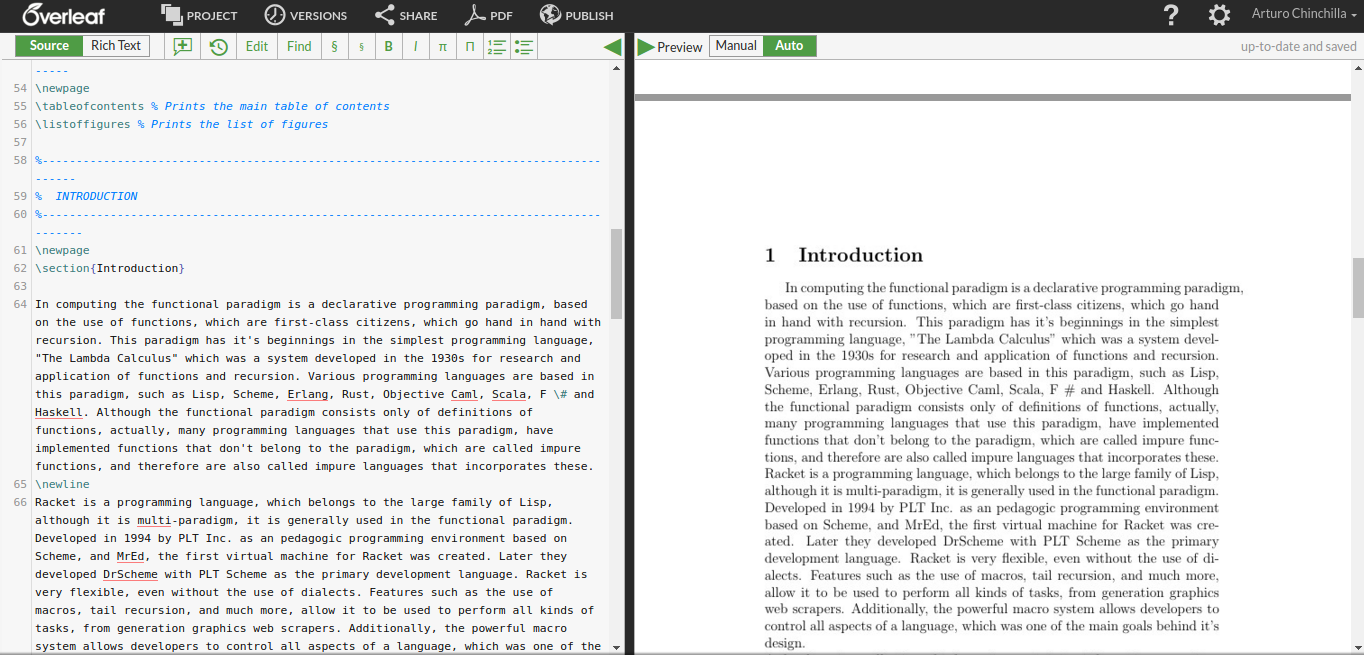 Overleaf PROJECT VERSIONS SHARE PDF PUBLISH ? Arturo Chinchilla
Source Rich Text Edit Find § § B I π Π Preview Manual Auto up-to-date and saved
-----
54 \newpage
55 \tableofcontents % Prints the main table of contents
56 \listoffigures % Prints the list of figures
57
58 %----------------------------------------------------------------------------------
------
59 % INTRODUCTION
60 %----------------------------------------------------------------------------------
-------
61 \newpage
62 \section{Introduction}
63
64 In computing the functional paradigm is a declarative programming paradigm, based
on the use of functions, which are first-class citizens, which go hand in hand with
recursion. This paradigm has it's beginnings in the simplest programming language,
"The Lambda Calculus" which was a system developed in the 1930s for research and
application of functions and recursion. Various programming languages are based in
this paradigm, such as Lisp, Scheme, Erlang, Rust, Objective Caml, Scala, F \# and
Haskell. Although the functional paradigm consists only of definitions of
functions, actually, many programming languages that use this paradigm, have
implemented functions that don't belong to the paradigm, which are called impure
functions, and therefore are also called impure languages that incorporates these.
65 \newline
66 Racket is a programming language, which belongs to the large family of Lisp,
although it is multi-paradigm, it is generally used in the functional paradigm.
Developed in 1994 by PLT Inc. as an pedagogic programming environment based on
Scheme, and MrEd, the first virtual machine for Racket was created. Later they
developed DrScheme with PLT Scheme as the primary development language. Racket is
very flexible, even without the use of dialects. Features such as the use of
macros, tail recursion, and much more, allow it to be used to perform all kinds of
tasks, from generation graphics web scrapers. Additionally, the powerful macro
system allows developers to control all aspects of a language, which was one of the
1 Introduction
In computing the functional paradigm is a declarative programming paradigm,
based on the use of functions, which are first-class citizens, which go hand
in hand with recursion. This paradigm has it's beginnings in the simplest
programming language, "The Lambda Calculus" which was a system devel-
oped in the 1930s for research and application of functions and recursion.
Various programming languages are based in this paradigm, such as Lisp,
Scheme, Erlang, Rust, Objective Caml, Scala, F # and Haskell. Although
the functional paradigm consists only of definitions of functions, actually,
many programming languages that use this paradigm, have implemented
functions that don't belong to the paradigm, which are called impure func-
tions, and therefore are also called impure languages that incorporates these.
Racket is a programming language, which belongs to the large family of Lisp,
although it is multi-paradigm, it is generally used in the functional paradigm.
Developed in 1994 by PLT Inc. as an pedagogic programming environment
based on Scheme, and MrEd, the first virtual machine for Racket was cre-
ated. Later they developed DrScheme with PLT Scheme as the primary
development language. Racket is very flexible, even without the use of di-
alects. Features such as the use of macros, tail recursion, and much more,
allow it to be used to perform all kinds of tasks, from generation graphics
web scrapers. Additionally, the powerful macro system allows developers to
control all aspects of a language, which was one of the main goals behind it's
design.